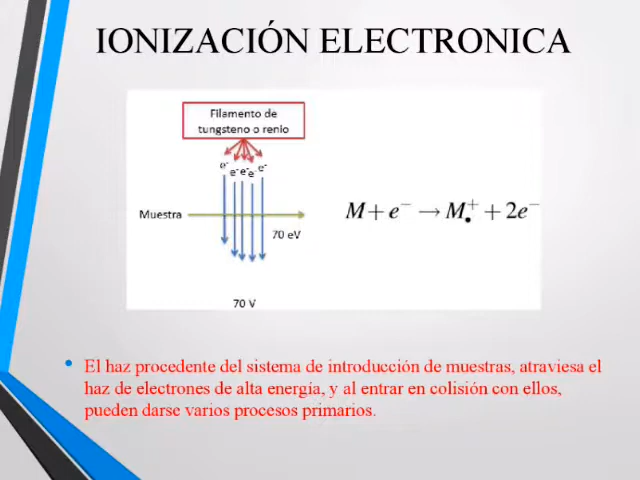 IONIZACIÓN ELECTRONICA
Filamento de
tungsteno o renio
e- e- e- e- e-
Muestra
70 eV
M + e⁻ → M•⁺ + 2e⁻
70 V
• El haz procedente del sistema de introducción de muestras, atraviesa el
haz de electrones de alta energía, y al entrar en colisión con ellos,
pueden darse varios procesos primarios.